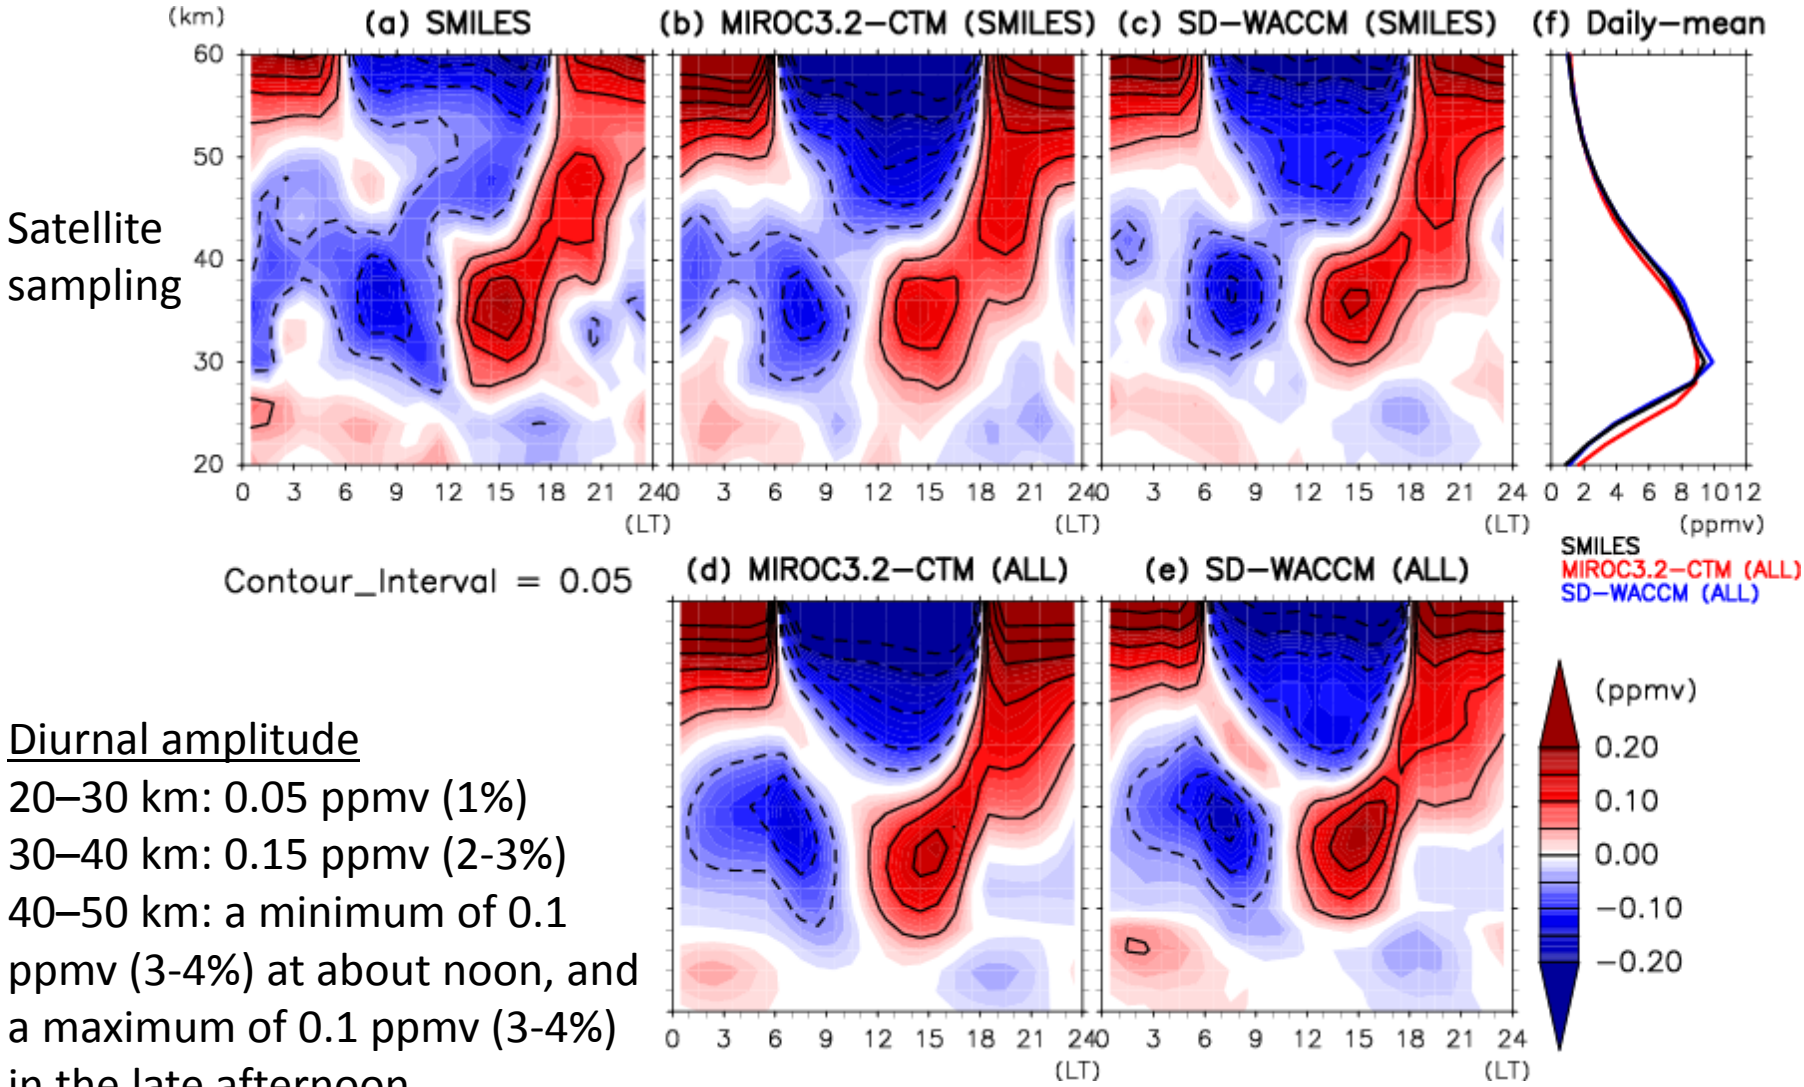 (km)
(a) SMILES
(b) MIROC3.2−CTM (SMILES)
(c) SD−WACCM (SMILES)
(f) Daily−mean
60
50
40
30
20
Satellite
sampling
0 3 6 9 12 15 18 21 24
0 3 6 9 12 15 18 21 24
0 3 6 9 12 15 18 21 24
0 2 4 6 8 10 12
(LT)
(LT)
(LT)
(ppmv)
SMILES
MIROC3.2−CTM (ALL)
SD−WACCM (ALL)
Contour_Interval = 0.05
(d) MIROC3.2−CTM (ALL)
(e) SD−WACCM (ALL)
(ppmv)
0.20
0.10
0.00
−0.10
−0.20
Diurnal amplitude
20–30 km: 0.05 ppmv (1%)
30–40 km: 0.15 ppmv (2-3%)
40–50 km: a minimum of 0.1
ppmv (3-4%) at about noon, and
a maximum of 0.1 ppmv (3-4%)
in the late afternoon
0 3 6 9 12 15 18 21 24
0 3 6 9 12 15 18 21 24
(LT)
(LT)